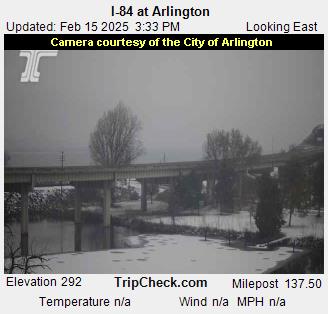 I-84 at Arlington
Updated: Feb 15 2025 3:33 PM Looking East
Camera courtesy of the City of Arlington
Elevation 292 TripCheck.com Milepost 137.50
Temperature n/a Wind n/a MPH n/a